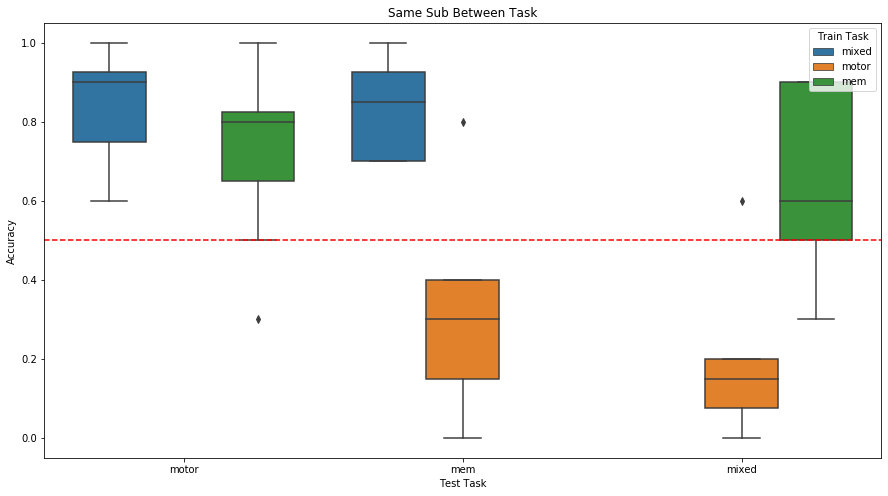 Same Sub Between Task
Train Task
mixed
motor
mem
1.0
0.8
0.6
0.4
0.2
0.0
Accuracy
motor
mem
mixed
Test Task